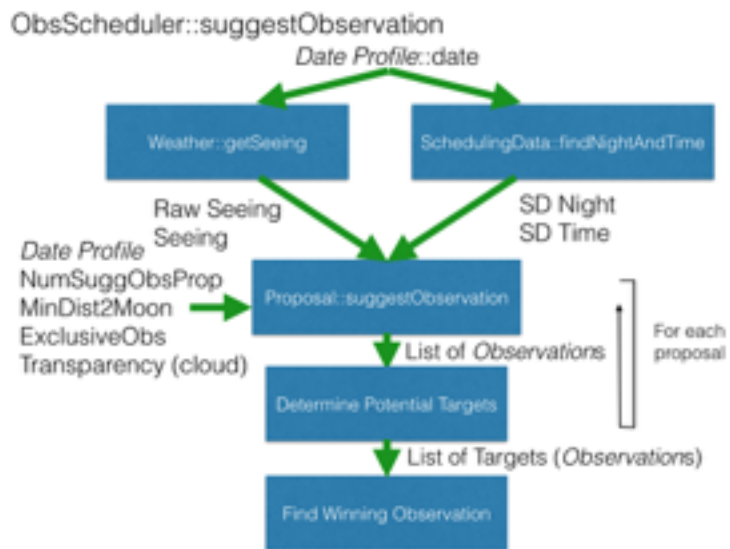 ObsScheduler::suggestObservation
Date Profile::date
Weather::getSeeing
SchedulingData::findNightAndTime
Raw Seeing
Seeing
SD Night
SD Time
Date Profile
NumSuggObsProp
MinDist2Moon
ExclusiveObs
Transparency (cloud)
Proposal::suggestObservation
For each
proposal
List of Observations
Determine Potential Targets
List of Targets (Observations)
Find Winning Observation